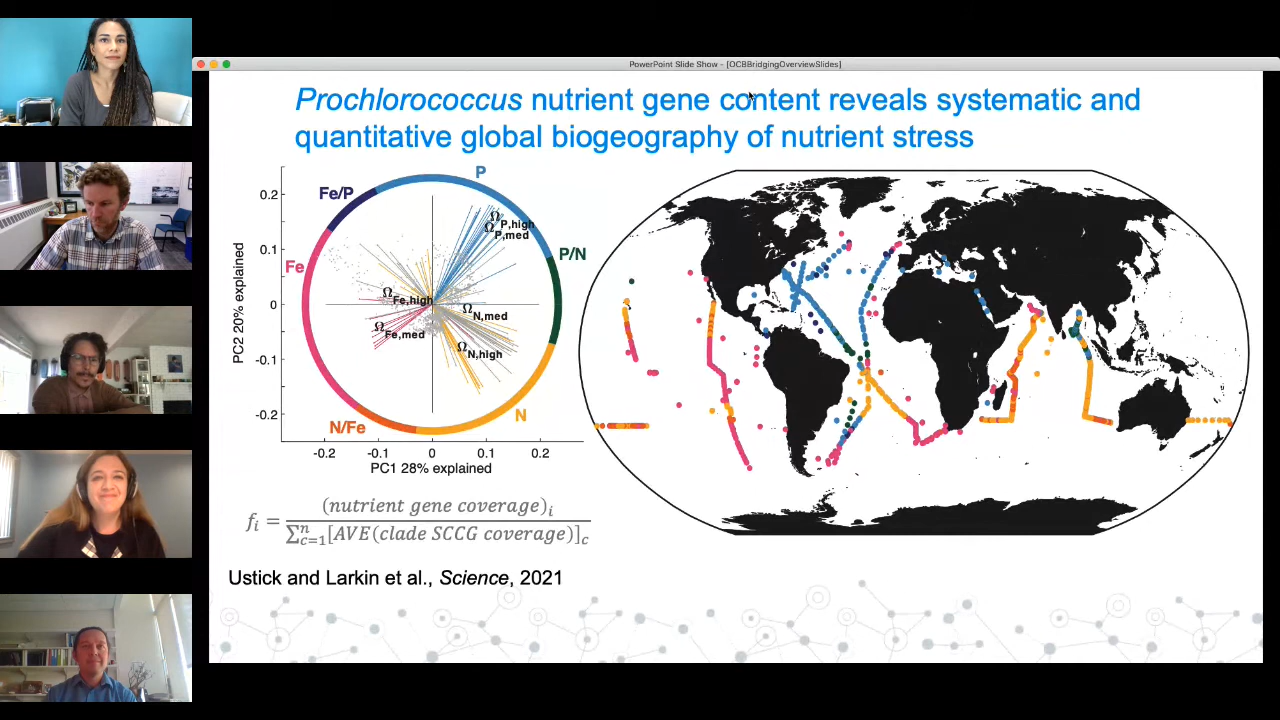 PowerPoint Slide Show - [OCBBridgingOverviewSlides]
Prochlorococcus nutrient gene content reveals systematic and
quantitative global biogeography of nutrient stress
P
Fe/P
P/N
Fe
N
N/Fe
Ω P,high
Ω P,med
Ω Fe,high
Ω N,med
Ω Fe,med
Ω N,high
0.2
0.1
0
-0.1
-0.2
PC2 20% explained
-0.2 -0.1 0 0.1 0.2
PC1 28% explained
f_i = (nutrient gene coverage)_i / ∑_{c=1}^{n}[AVE(clade SCCG coverage)]_c
Ustick and Larkin et al., Science, 2021